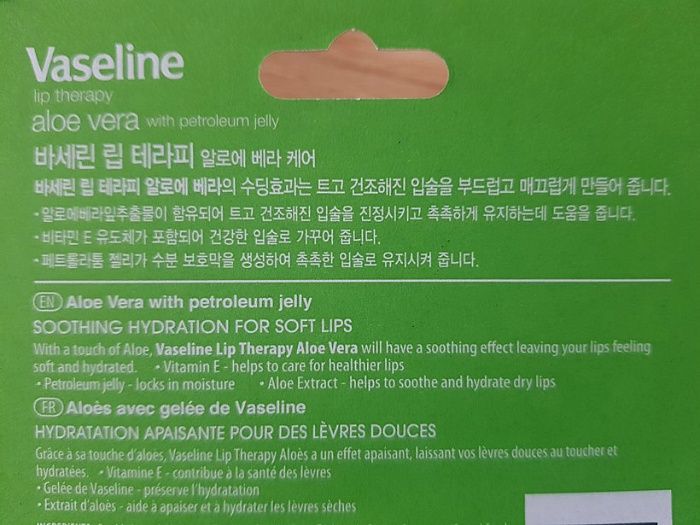 Vaseline
lip therapy
aloe vera with petroleum jelly
바세린 립 테라피 알로에 베라 케어
바세린 립 테라피 알로에 베라의 수딩효과는 트고 건조해진 입술을 부드럽고 매끄럽게 만들어 줍니다.
- 알로에베라잎추출물이 함유되어 트고 건조해진 입술을 진정시키고 촉촉하게 유지하는데 도움을 줍니다.
- 비타민 E 유도체가 포함되어 건강한 입술로 가꾸어 줍니다.
- 페트롤라툼 젤리가 수분 보호막을 생성하여 촉촉한 입술로 유지시켜 줍니다.
EN Aloe Vera with petroleum jelly
SOOTHING HYDRATION FOR SOFT LIPS
With a touch of Aloe, Vaseline Lip Therapy Aloe Vera will have a soothing effect leaving your lips feeling
soft and hydrated. • Vitamin E - helps to care for healthier lips
• Petroleum jelly - locks in moisture • Aloe Extract - helps to soothe and hydrate dry lips
FR Aloès avec gelée de Vaseline
HYDRATATION APAISANTE POUR DES LÈVRES DOUCES
Grâce à sa touche d'aloès, Vaseline Lip Therapy Aloès a un effet apaisant, laissant vos lèvres douces au toucher et
hydratées. • Vitamine E - contribue à la santé des lèvres
• Gelée de Vaseline - préserve l'hydratation
• Extrait d'aloès - aide à apaiser et à hydrater les lèvres sèches